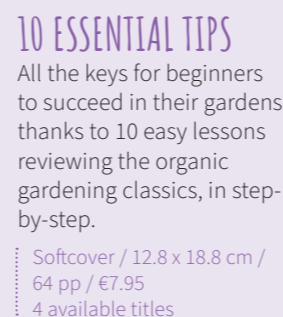 10 ESSENTIAL TIPS
All the keys for beginners
to succeed in their gardens
thanks to 10 easy lessons
reviewing the organic
gardening classics, in step-
by-step.
Softcover / 12.8 x 18.8 cm /
64 pp / €7.95
4 available titles